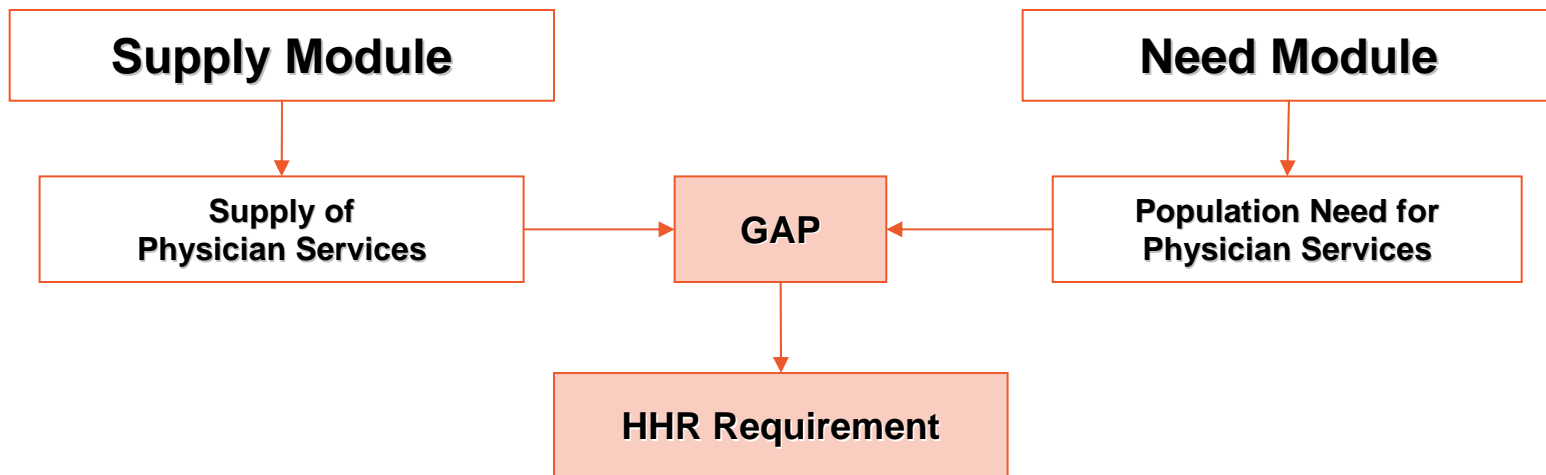 Supply Module
Need Module
Supply of
Physician Services
GAP
Population Need for
Physician Services
HHR Requirement